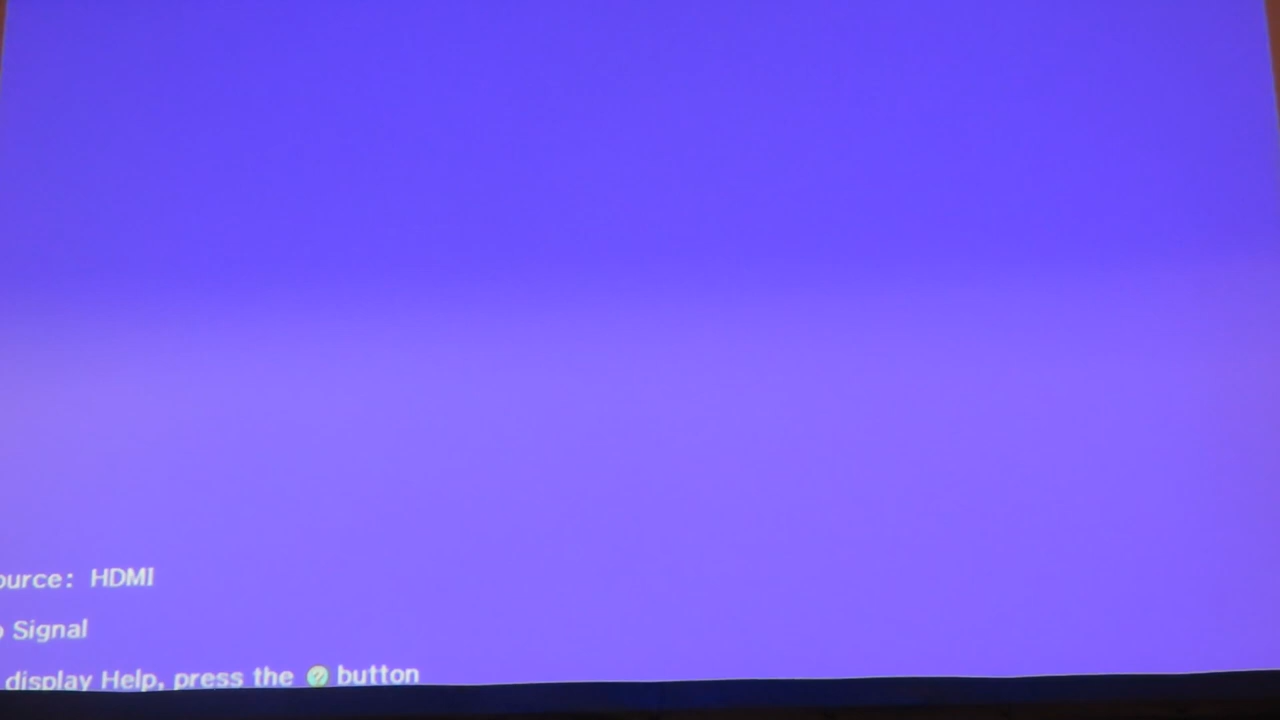 ource: HDMI
o Signal
display Help, press the ? button